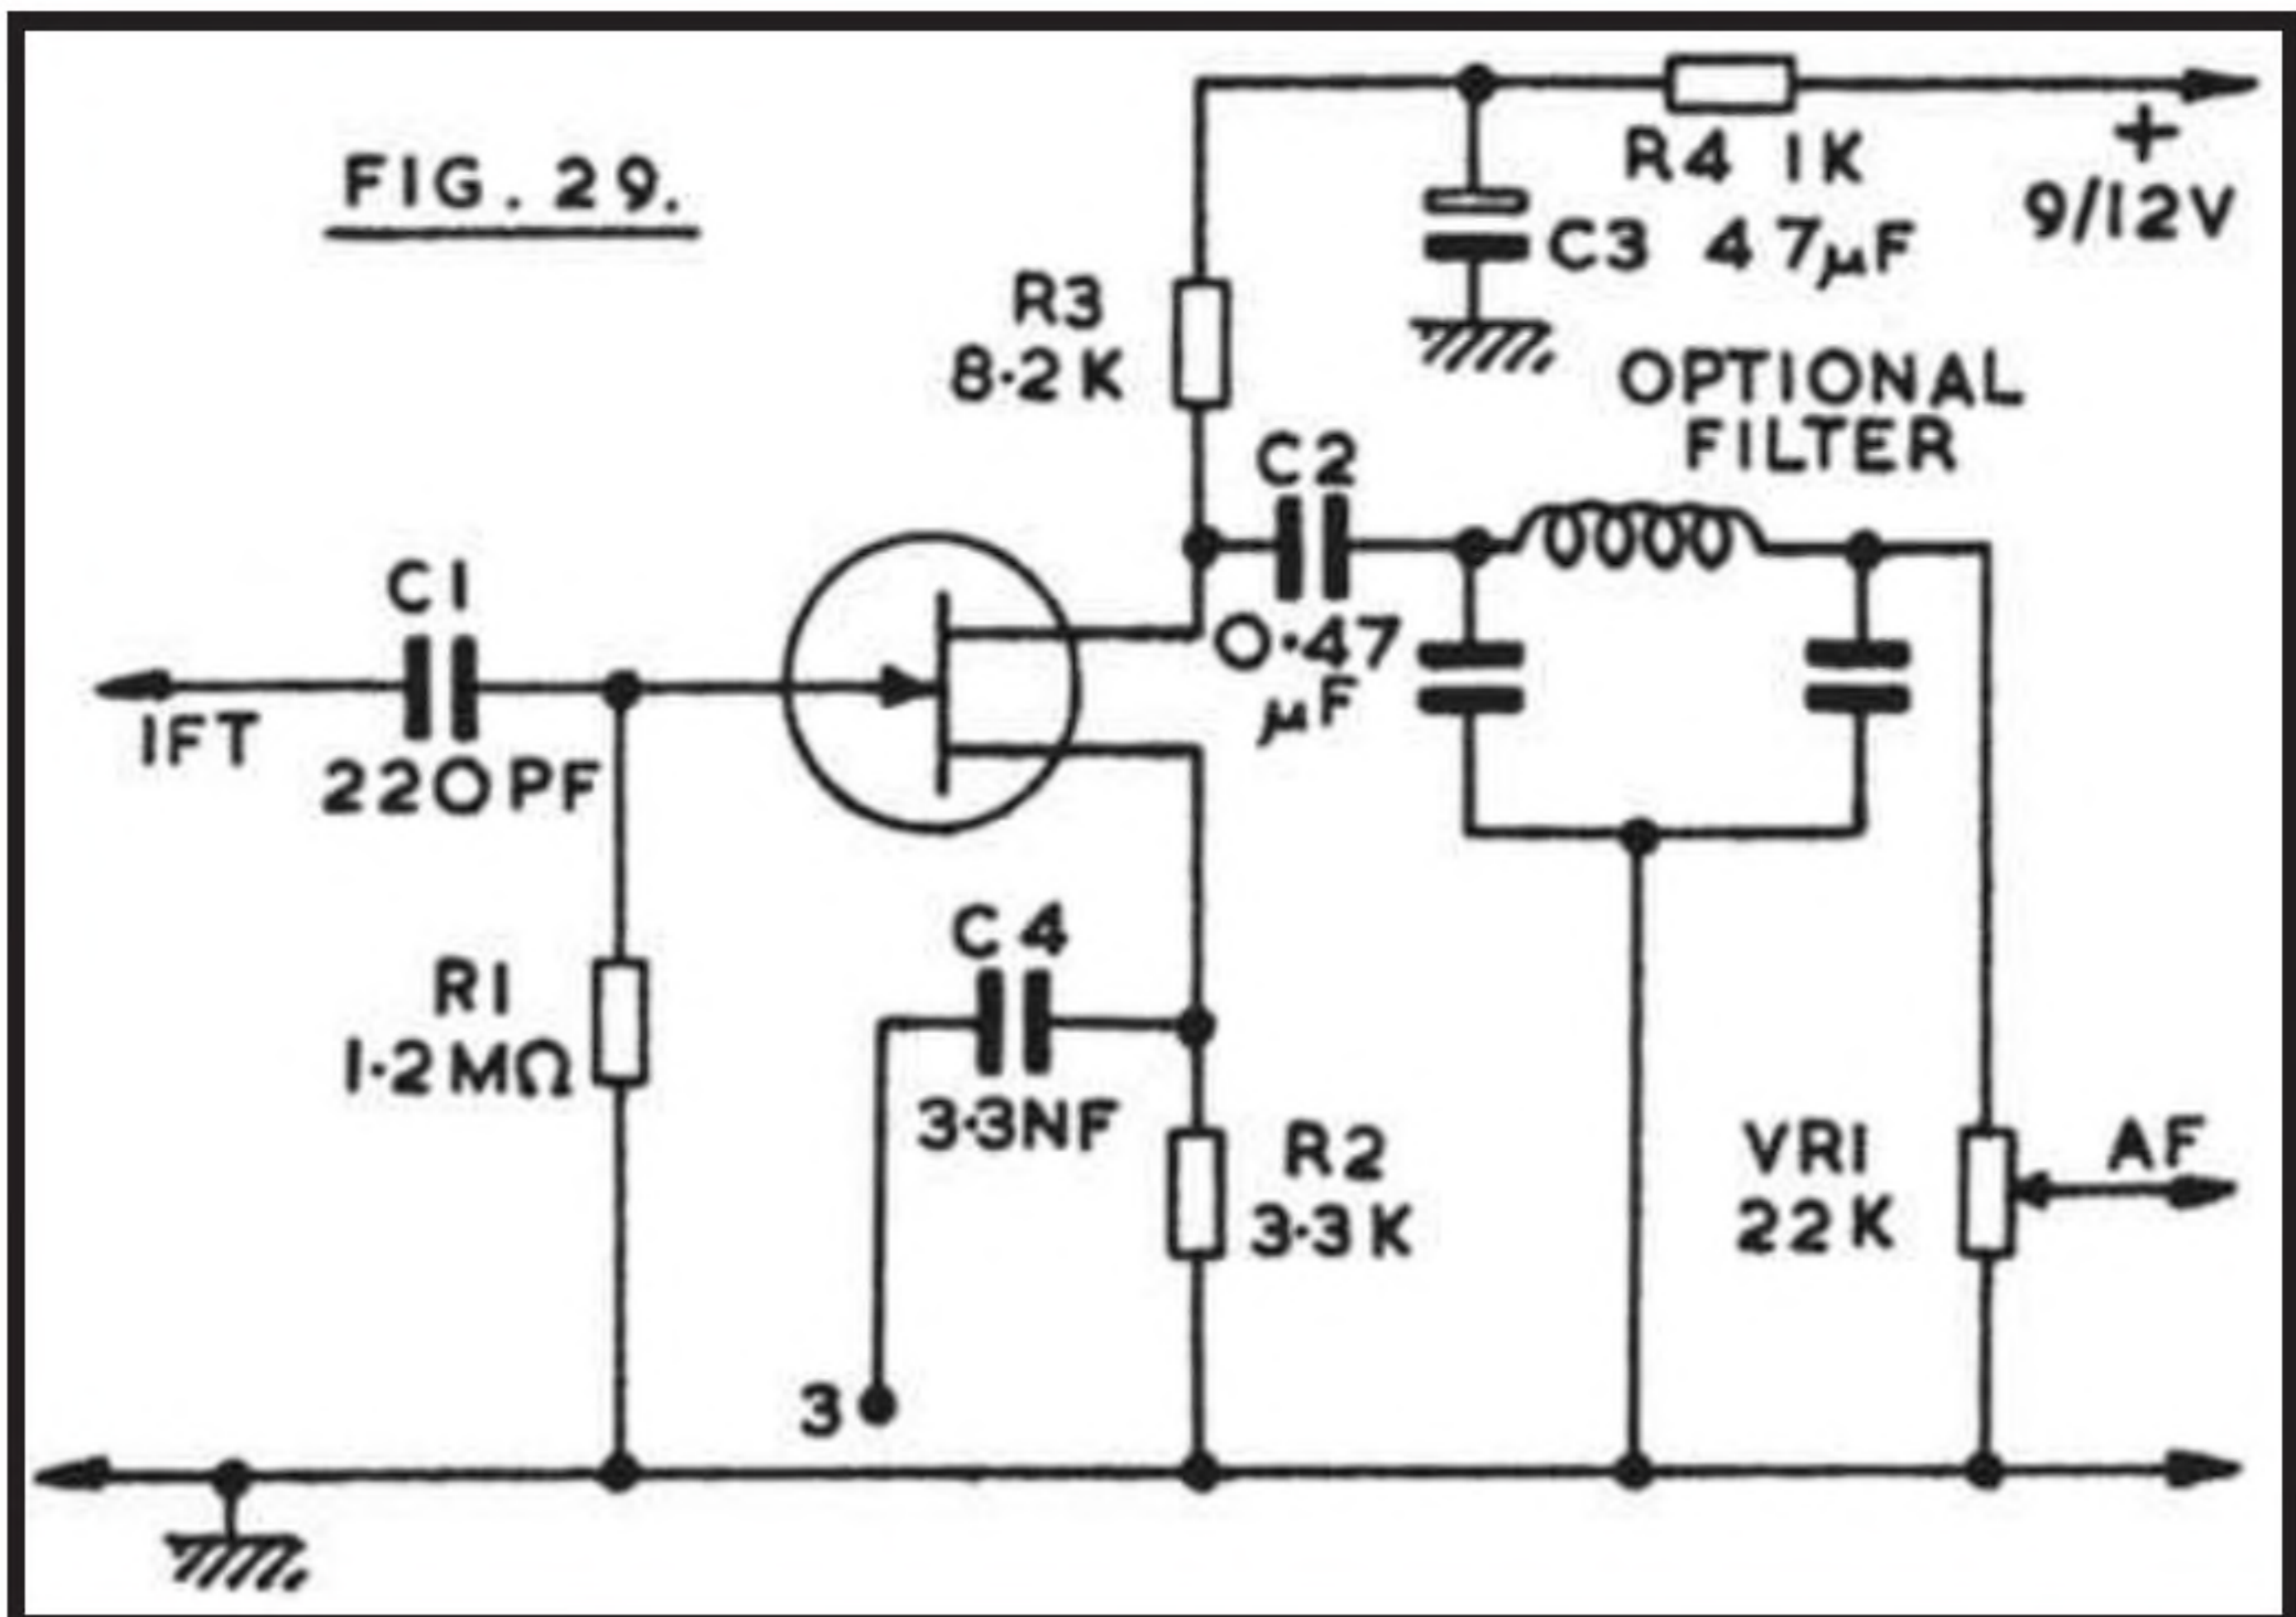 FIG. 29.
R4 1K
+
9/12V
C3 47µF
R3
8·2K
OPTIONAL
FILTER
C2
0·47
µF
C1
IFT
220PF
C4
3·3NF
R1
1·2MΩ
R2
3·3K
VR1
22K
AF
3